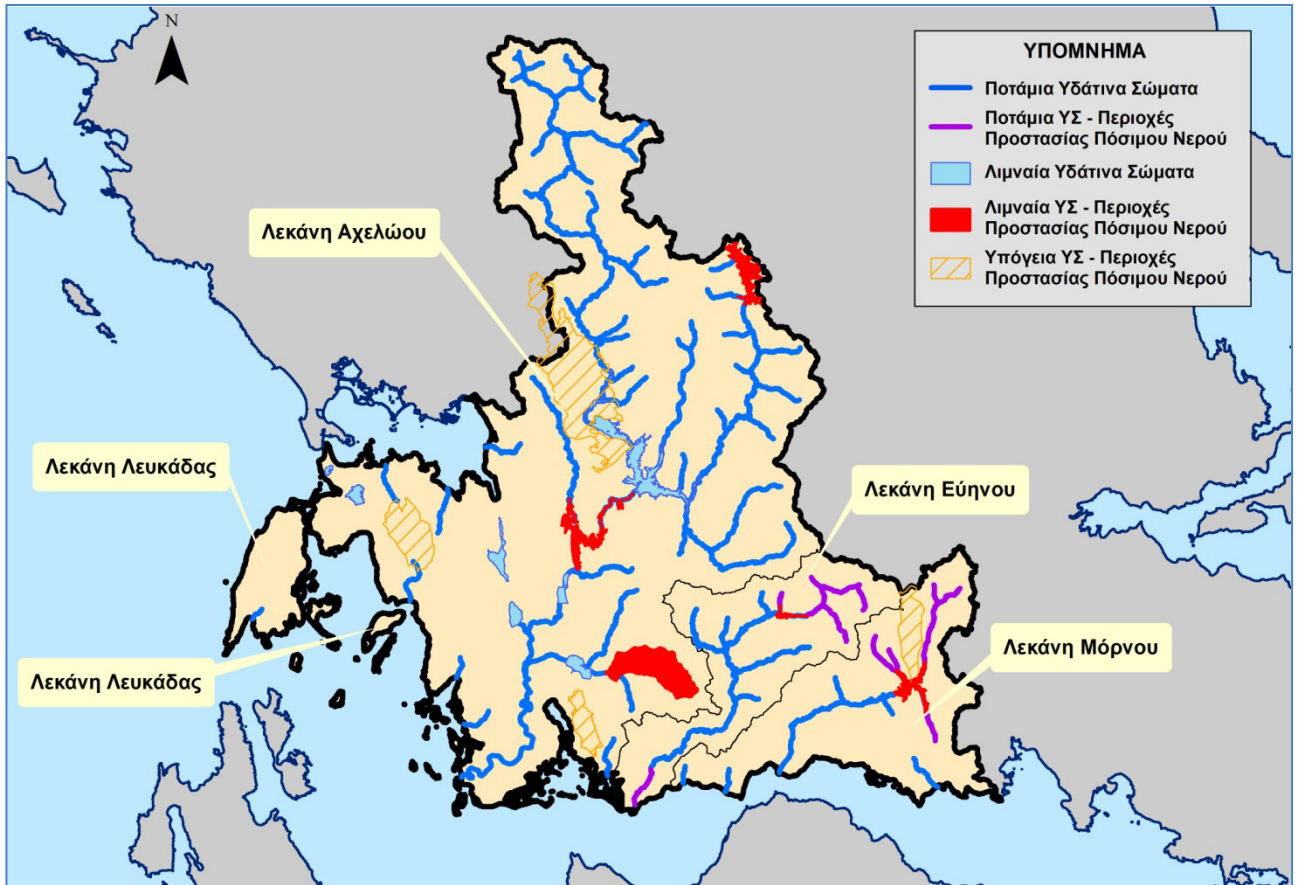 N
ΥΠΟΜΝΗΜΑ
Ποτάμια Υδάτινα Σώματα
Ποτάμια ΥΣ - Περιοχές
Προστασίας Πόσιμου Νερού
Λιμναία Υδάτινα Σώματα
Λιμναία ΥΣ - Περιοχές
Προστασίας Πόσιμου Νερού
Υπόγεια ΥΣ - Περιοχές
Προστασίας Πόσιμου Νερού
Λεκάνη Αχελώου
Λεκάνη Λευκάδας
Λεκάνη Εύηνου
Λεκάνη Μόρνου
Λεκάνη Λευκάδας